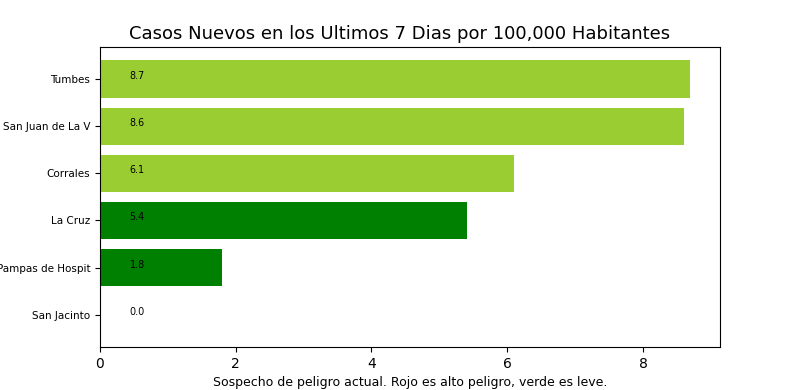 Casos Nuevos en los Ultimos 7 Dias por 100,000 Habitantes
Tumbes 8.7
San Juan de La V 8.6
Corrales 6.1
La Cruz 5.4
Pampas de Hospit 1.8
San Jacinto 0.0
0 2 4 6 8
Sospecho de peligro actual. Rojo es alto peligro, verde es leve.